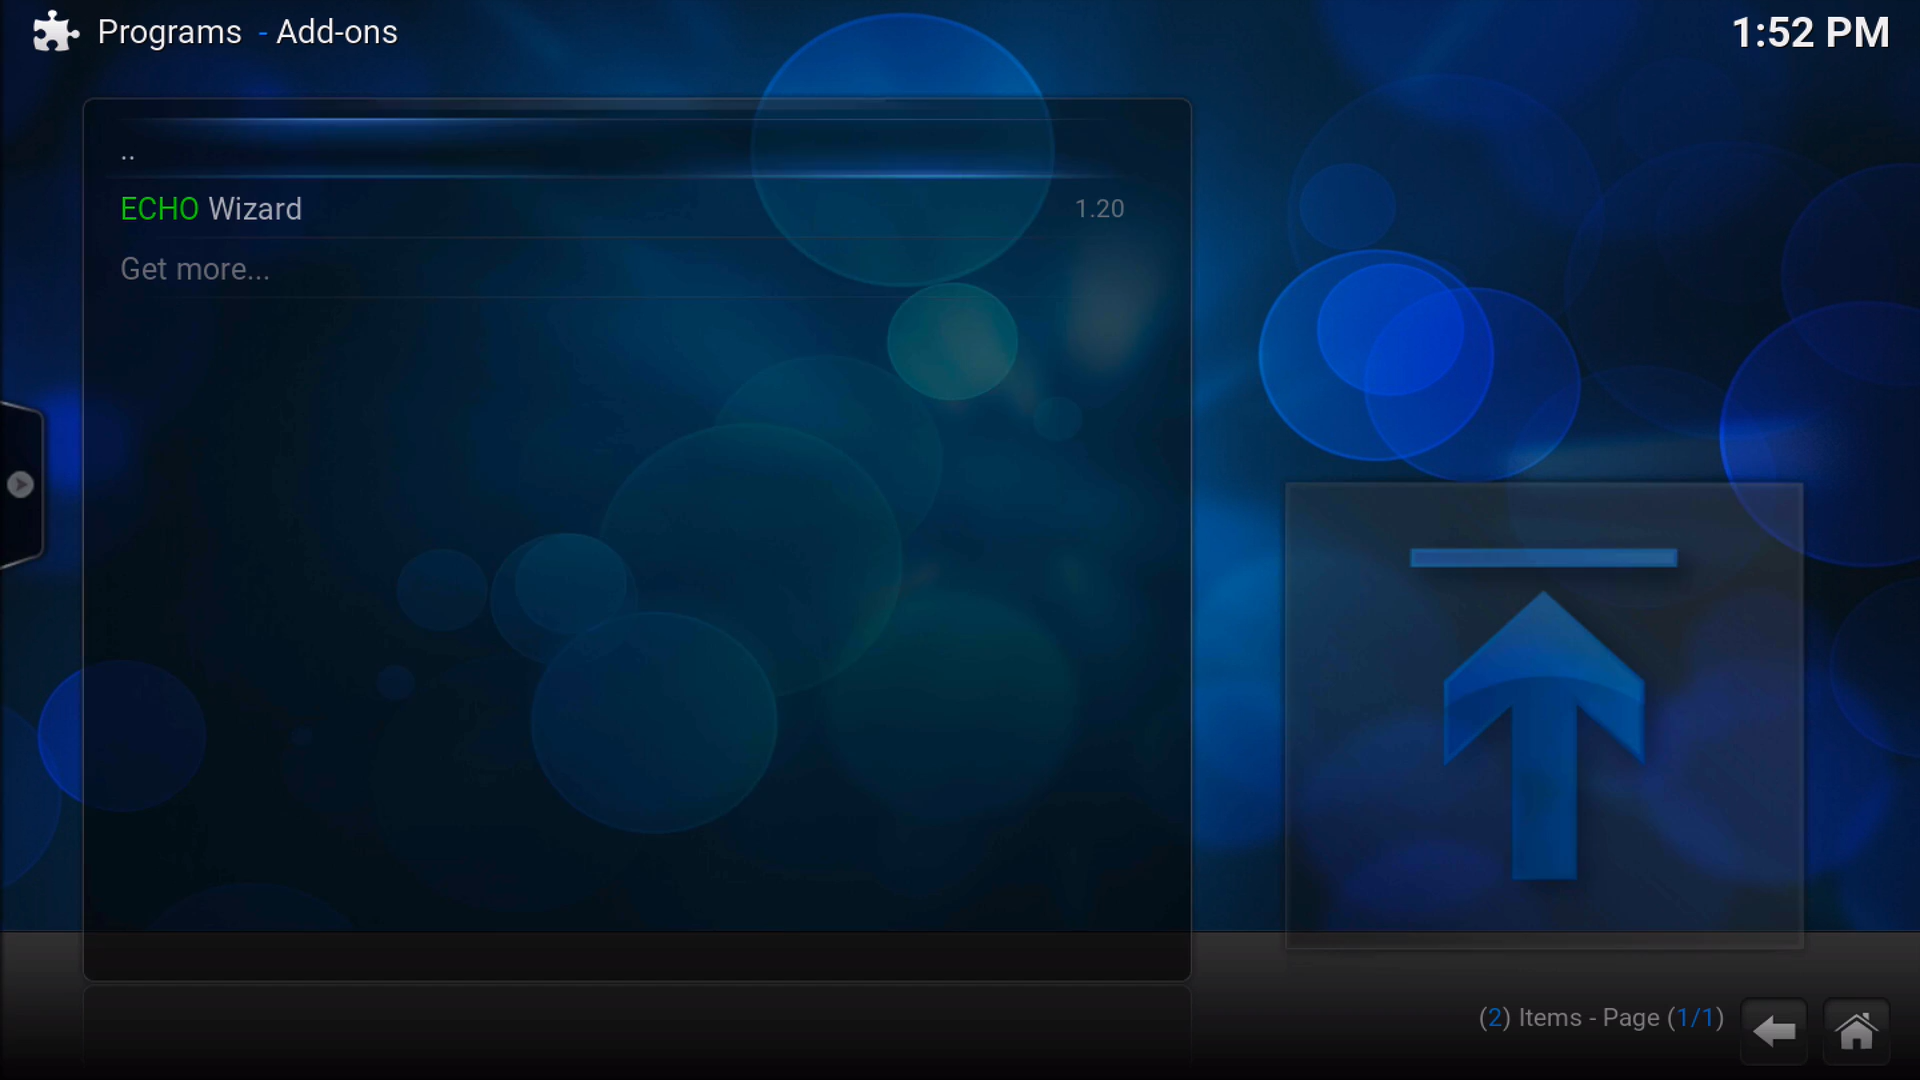 Programs - Add-ons
1:52 PM
..
ECHO Wizard 1.20
Get more...
(2) Items - Page (1/1)